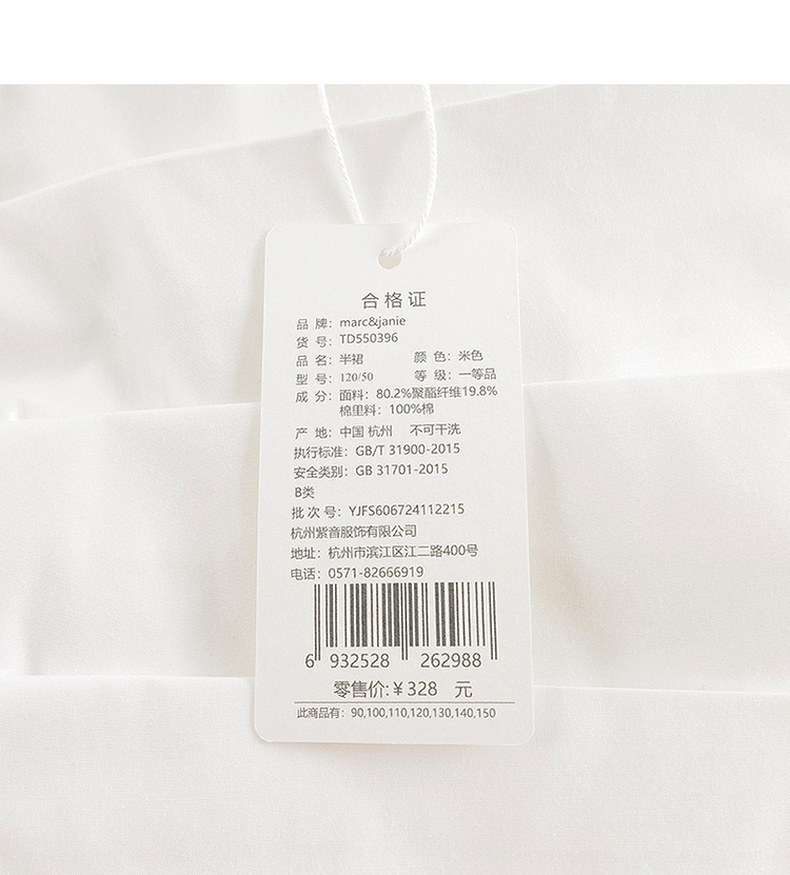 合格证
品 牌：marc&janie
货 号：TD550396
品 名：半裙 颜 色：米色
型 号：120/50 等 级：一等品
成 分：面料：80.2%聚酯纤维19.8%
棉里料：100%棉
产 地：中国 杭州 不可干洗
执行标准：GB/T 31900-2015
安全类别：GB 31701-2015
B类
批 次 号：YJFS606724112215
杭州紫音服饰有限公司
地址：杭州市滨江区江二路400号
电话：0571-82666919
6 932528 262988
零售价:￥328 元
此商品有：90,100,110,120,130,140,150